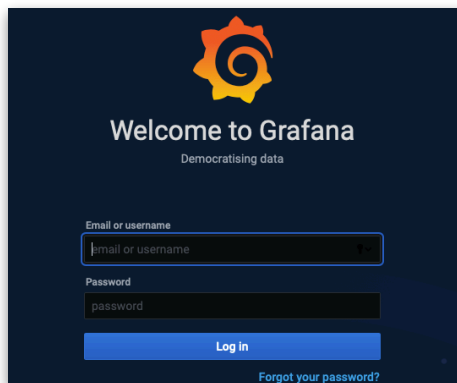 Welcome to Grafana
Democratising data
Email or username
email or username
Password
password
Log in
Forgot your password?